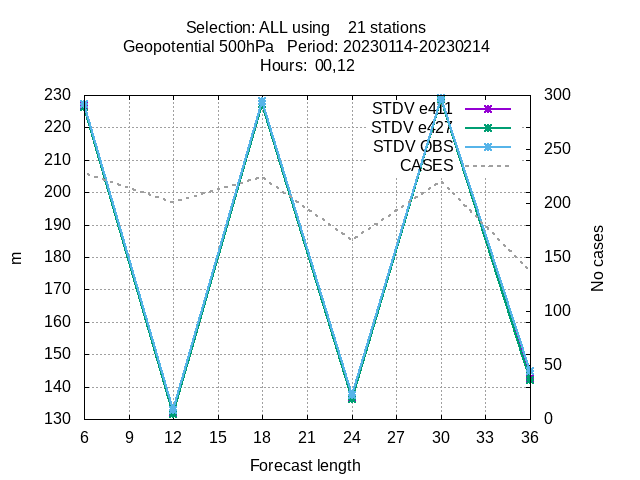 Selection: ALL using    21 stations
Geopotential 500hPa   Period: 20230114-20230214
Hours:  00,12
STDV e411
STDV e427
STDV OBS
CASES
230
220
210
200
190
180
170
160
150
140
130
300
250
200
150
100
50
0
m
No cases
6 9 12 15 18 21 24 27 30 33 36
Forecast length